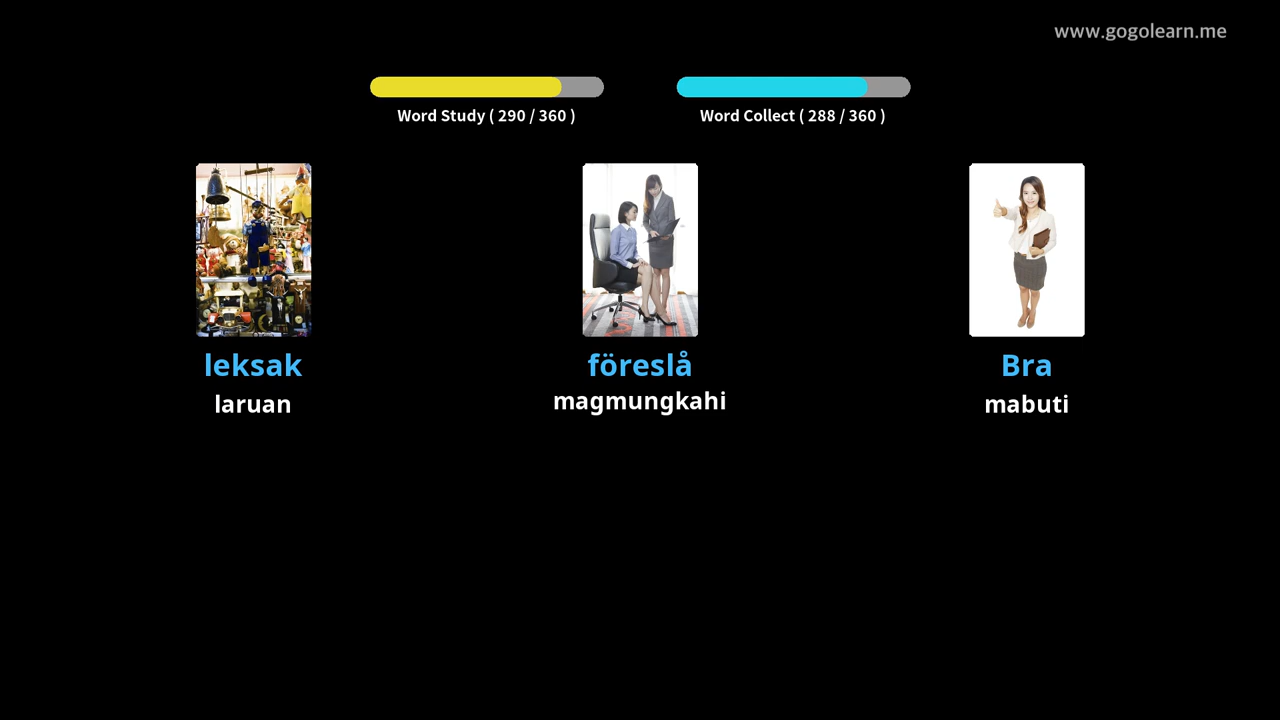 www.gogolearn.me
Word Study ( 290 / 360 )
Word Collect ( 288 / 360 )
leksak
laruan
föreslå
magmungkahi
Bra
mabuti